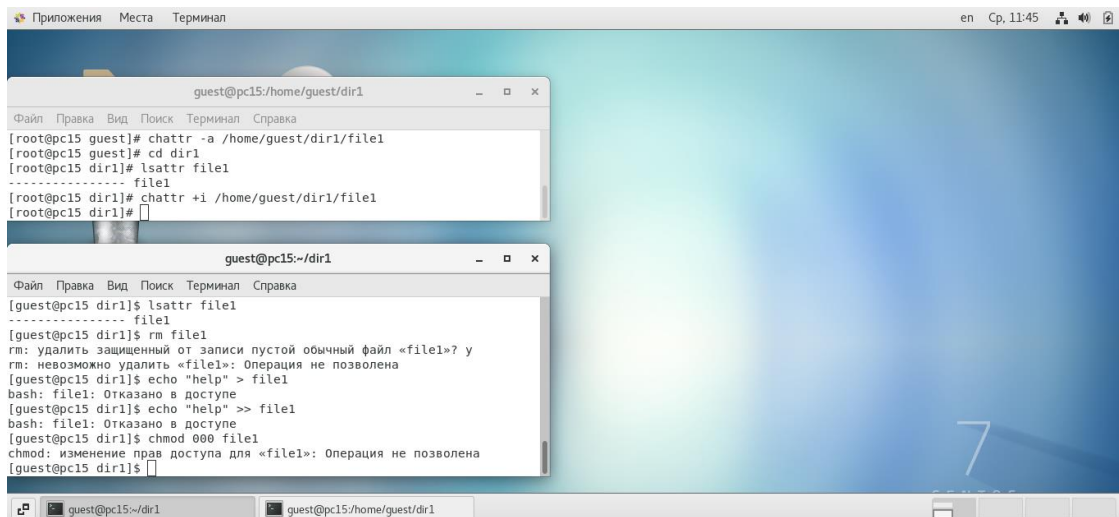 Приложения Места Терминал en Ср, 11:45
guest@pc15:/home/guest/dir1
Файл Правка Вид Поиск Терминал Справка
[root@pc15 guest]# chattr -a /home/guest/dir1/file1
[root@pc15 guest]# cd dir1
[root@pc15 dir1]# lsattr file1
---------------- file1
[root@pc15 dir1]# chattr +i /home/guest/dir1/file1
[root@pc15 dir1]#
guest@pc15:~/dir1
Файл Правка Вид Поиск Терминал Справка
[guest@pc15 dir1]$ lsattr file1
---------------- file1
[guest@pc15 dir1]$ rm file1
rm: удалить защищенный от записи пустой обычный файл «file1»? y
rm: невозможно удалить «file1»: Операция не позволена
[guest@pc15 dir1]$ echo "help" > file1
bash: file1: Отказано в доступе
[guest@pc15 dir1]$ echo "help" >> file1
bash: file1: Отказано в доступе
[guest@pc15 dir1]$ chmod 000 file1
chmod: изменение прав доступа для «file1»: Операция не позволена
[guest@pc15 dir1]$
7
guest@pc15:~/dir1 guest@pc15:/home/guest/dir1